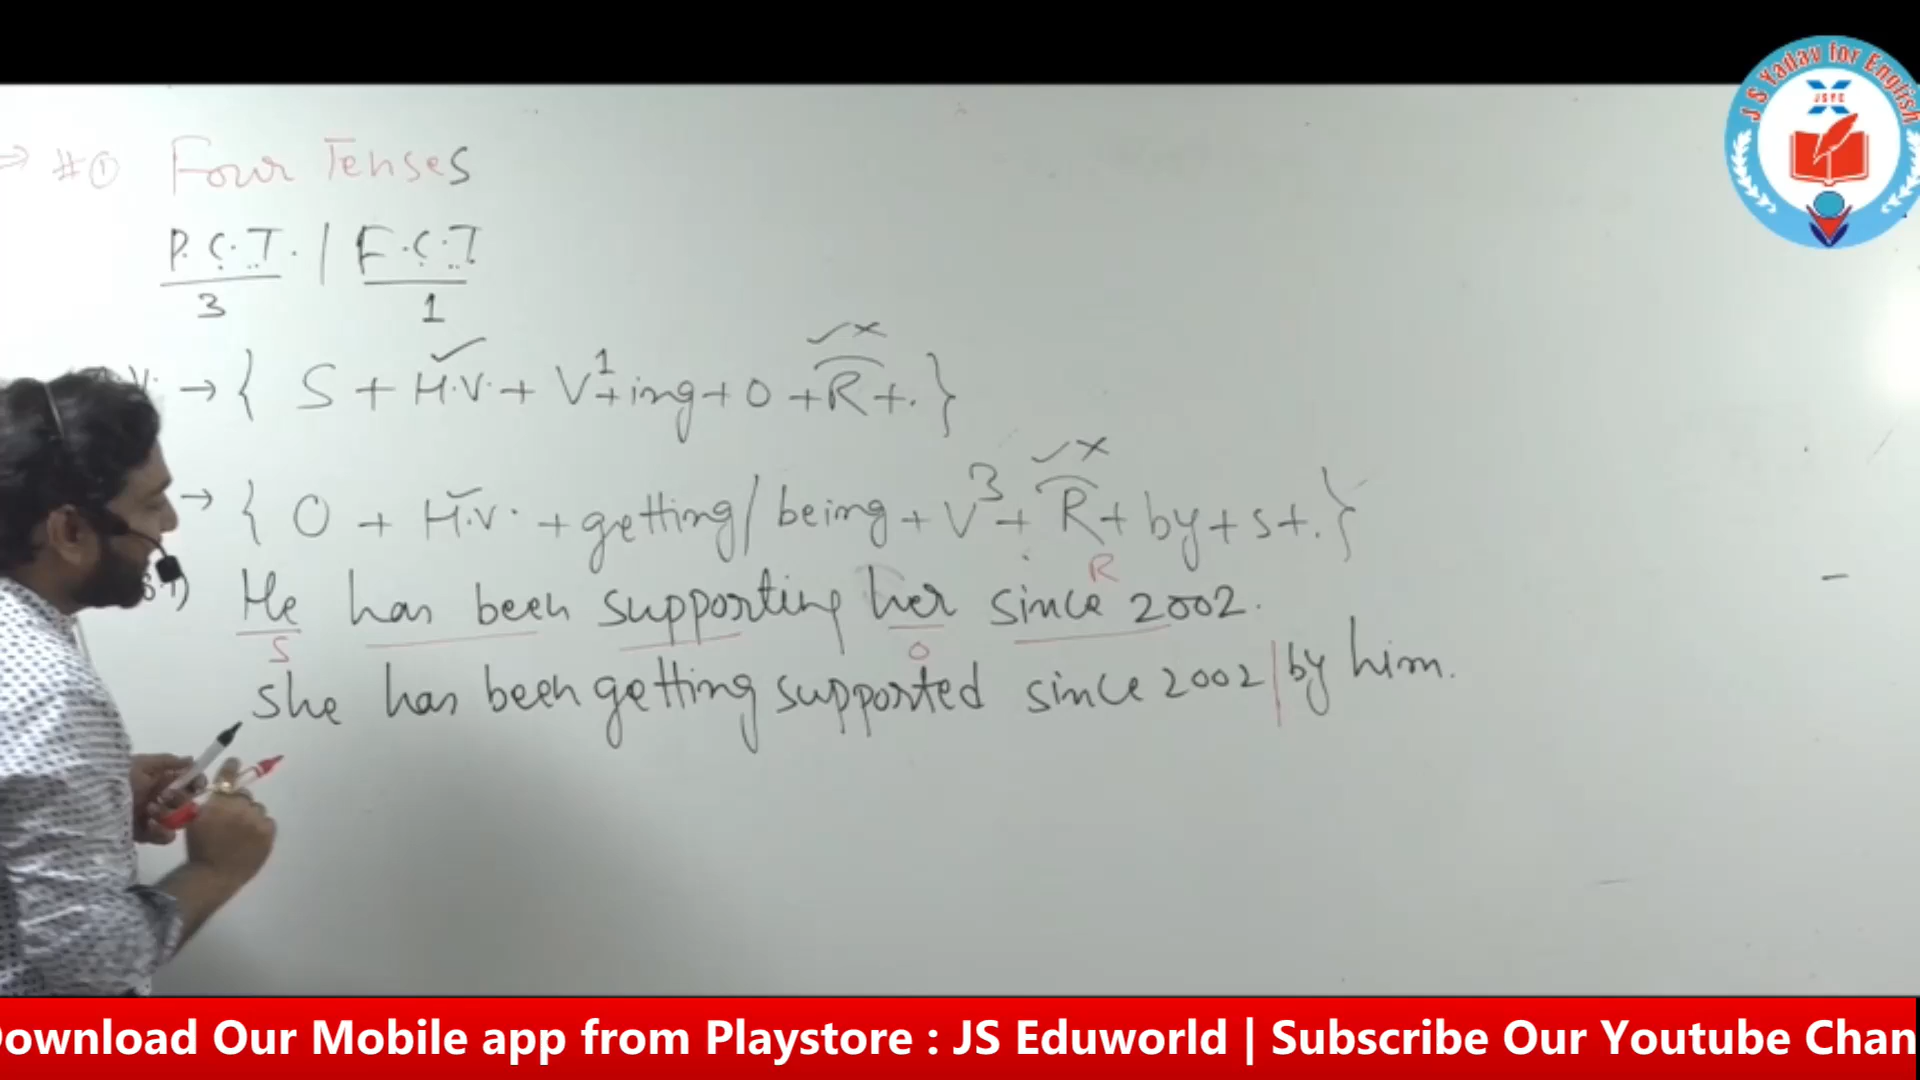 ⇒ #① Four Tenses
P.C.T. / F.C.T
3 1
→ { S + H.V. + V¹+ing + O + R + . }
→ { O + H.V. + getting/being + V³ + R + by + S + . }
R
He has been supporting her since 2002.
S O
She has been getting supported since 2002 | by him.
J S Yadav for English
JSYE
Download Our Mobile app from Playstore : JS Eduworld | Subscribe Our Youtube Chan